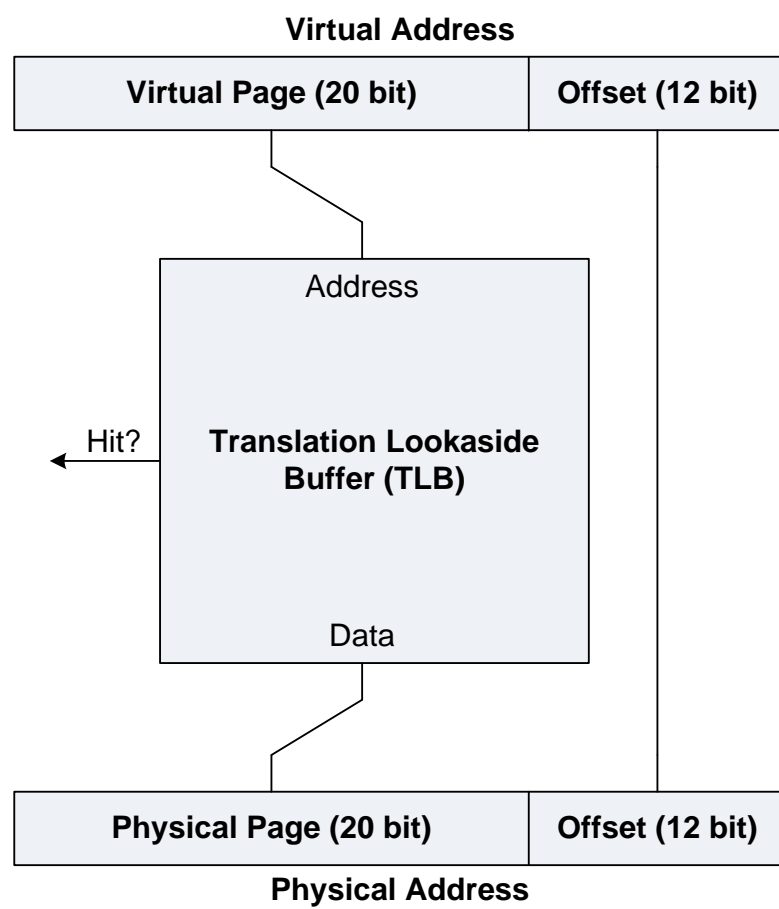 Virtual Address
Virtual Page (20 bit) Offset (12 bit)
Address
Hit?
Translation Lookaside
Buffer (TLB)
Data
Physical Page (20 bit) Offset (12 bit)
Physical Address